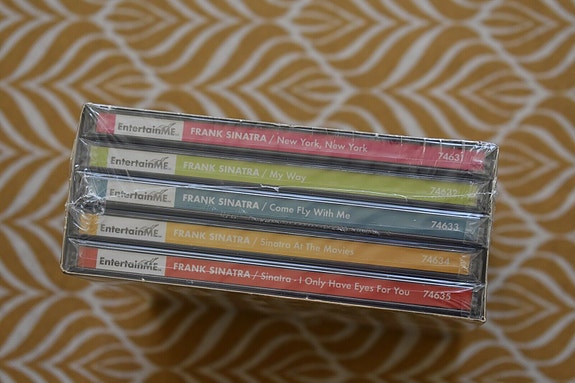 EntertainME FRANK SINATRA / New York, New York 74631
EntertainME FRANK SINATRA / My Way 74632
EntertainME FRANK SINATRA / Come Fly With Me 74633
EntertainME FRANK SINATRA / Sinatra At The Movies 74634
EntertainME FRANK SINATRA / Sinatra - I Only Have Eyes For You 74635